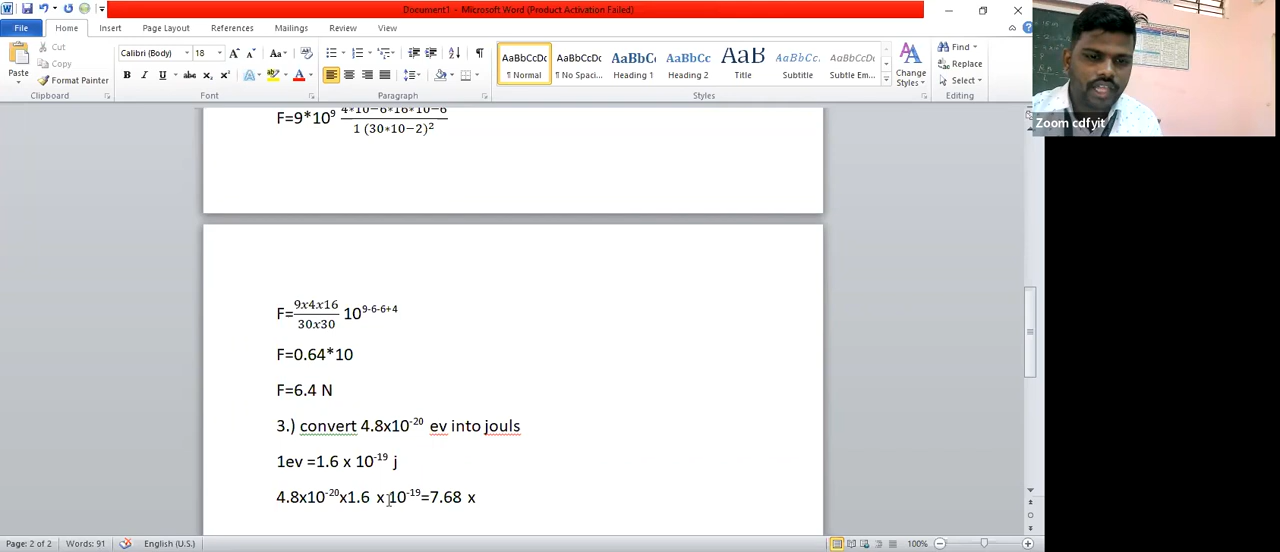 Document1 - Microsoft Word (Product Activation Failed)
File Home Insert Page Layout References Mailings Review View
Cut
Copy
Format Painter
Paste
Clipboard
Calibri (Body) 18
Font
Paragraph
AaBbCcDc AaBbCcDc AaBbC AaBbCc AaB AaBbCc. AaBbCcDc
¶ Normal ¶ No Spaci... Heading 1 Heading 2 Title Subtitle Subtle Em...
Change Styles
Styles
Find
Replace
Select
Editing
Zoom cdfyit
F=9*10⁹ 4*10−6*16*10−6
1 (30*10−2)²
F= 9x4x16
30x30 10⁹⁻⁶⁻⁶⁺⁴
F=0.64*10
F=6.4 N
3.) convert 4.8x10⁻²⁰ ev into jouls
1ev =1.6 x 10⁻¹⁹ j
4.8x10⁻²⁰x1.6 x 10⁻¹⁹=7.68 x
Page: 2 of 2 Words: 91 English (U.S.) 100%